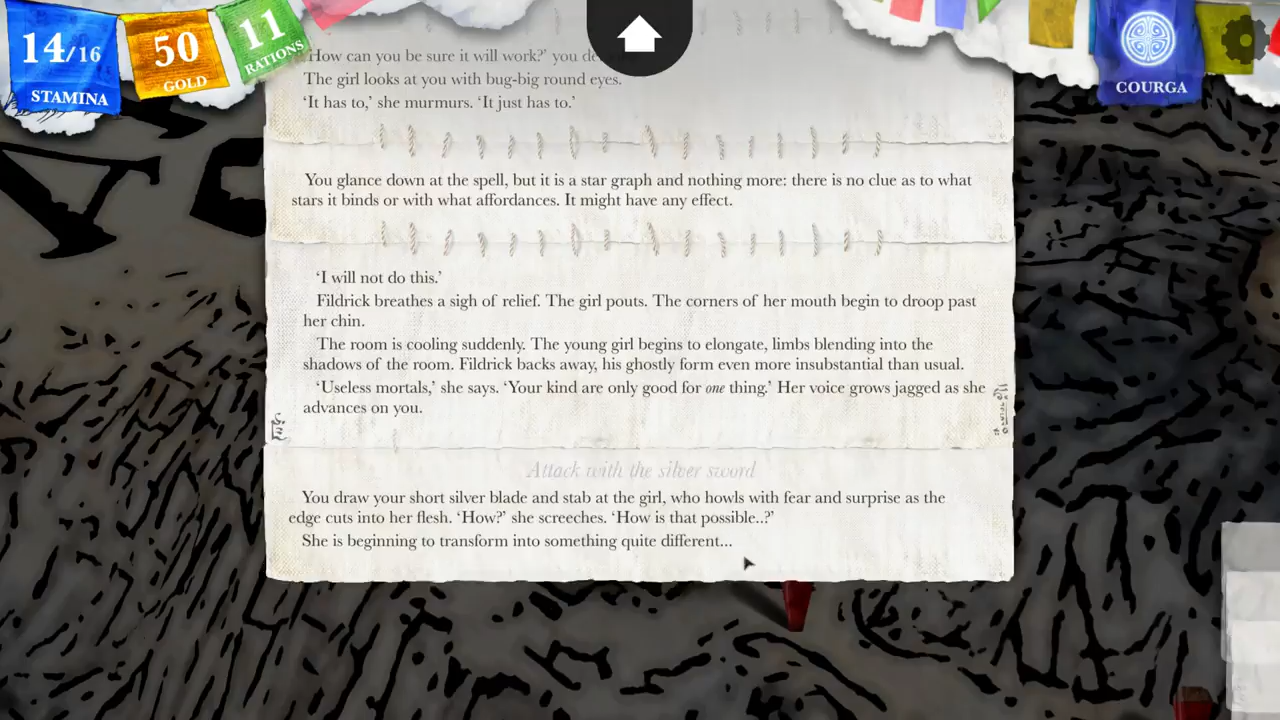 14/16
STAMINA
50
GOLD
11
RATIONS
COURGA
'How can you be sure it will work?' you
The girl looks at you with bug-big round eyes.
'It has to,' she murmurs. 'It just has to.'
You glance down at the spell, but it is a star graph and nothing more: there is no clue as to what
stars it binds or with what affordances. It might have any effect.
'I will not do this.'
Fildrick breathes a sigh of relief. The girl pouts. The corners of her mouth begin to droop past
her chin.
The room is cooling suddenly. The young girl begins to elongate, limbs blending into the
shadows of the room. Fildrick backs away, his ghostly form even more insubstantial than usual.
'Useless mortals,' she says. 'Your kind are only good for one thing.' Her voice grows jagged as she
advances on you.
Attack with the silver sword
You draw your short silver blade and stab at the girl, who howls with fear and surprise as the
edge cuts into her flesh. 'How?' she screeches. 'How is that possible..?'
She is beginning to transform into something quite different...